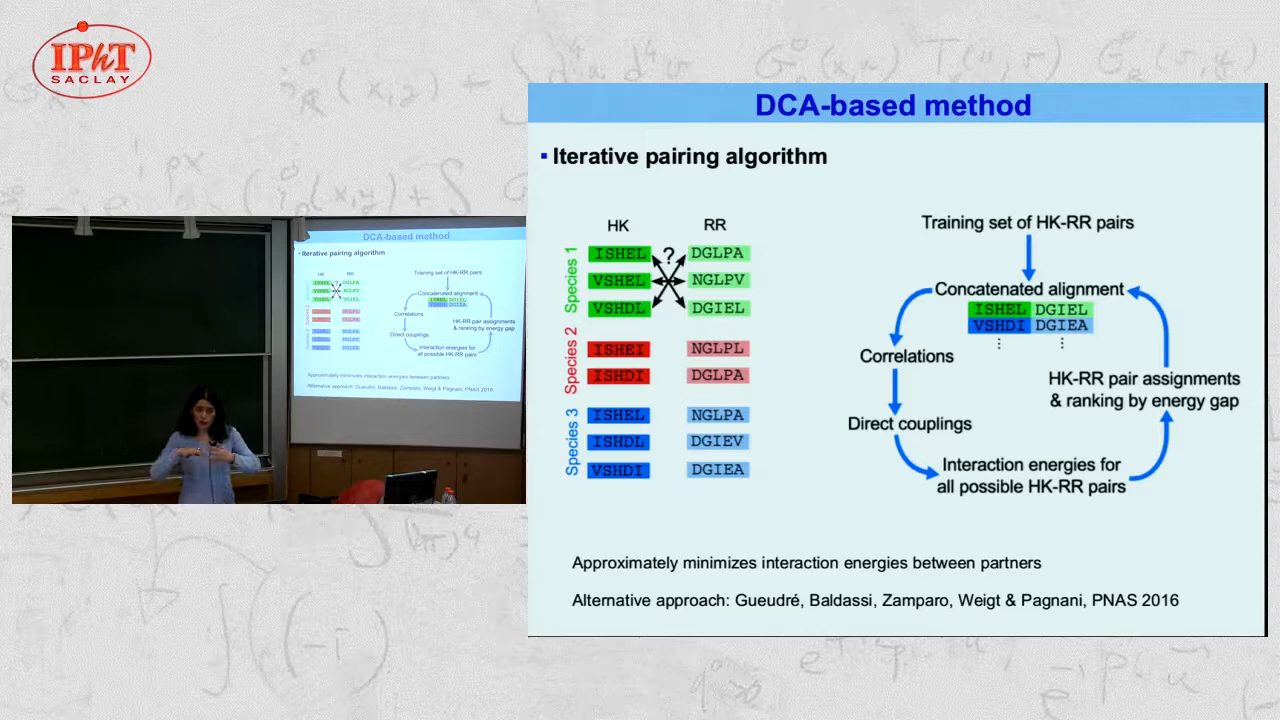 IPhT
SACLAY
DCA-based method
▪ Iterative pairing algorithm
HK RR
Species 1
ISHEL ? DGLPA
VSHEL NGLPV
VSHDL DGIEL
Species 2
ISHEI NGLPL
ISHDI DGLPA
Species 3
ISHEL NGLPA
ISHDL DGIEV
VSHDI DGIEA
Training set of HK-RR pairs
Concatenated alignment
ISHEL DGIEL
VSHDI DGIEA
⋮ ⋮
Correlations
Direct couplings
Interaction energies for
all possible HK-RR pairs
HK-RR pair assignments
& ranking by energy gap
Approximately minimizes interaction energies between partners
Alternative approach: Gueudré, Baldassi, Zamparo, Weigt & Pagnani, PNAS 2016